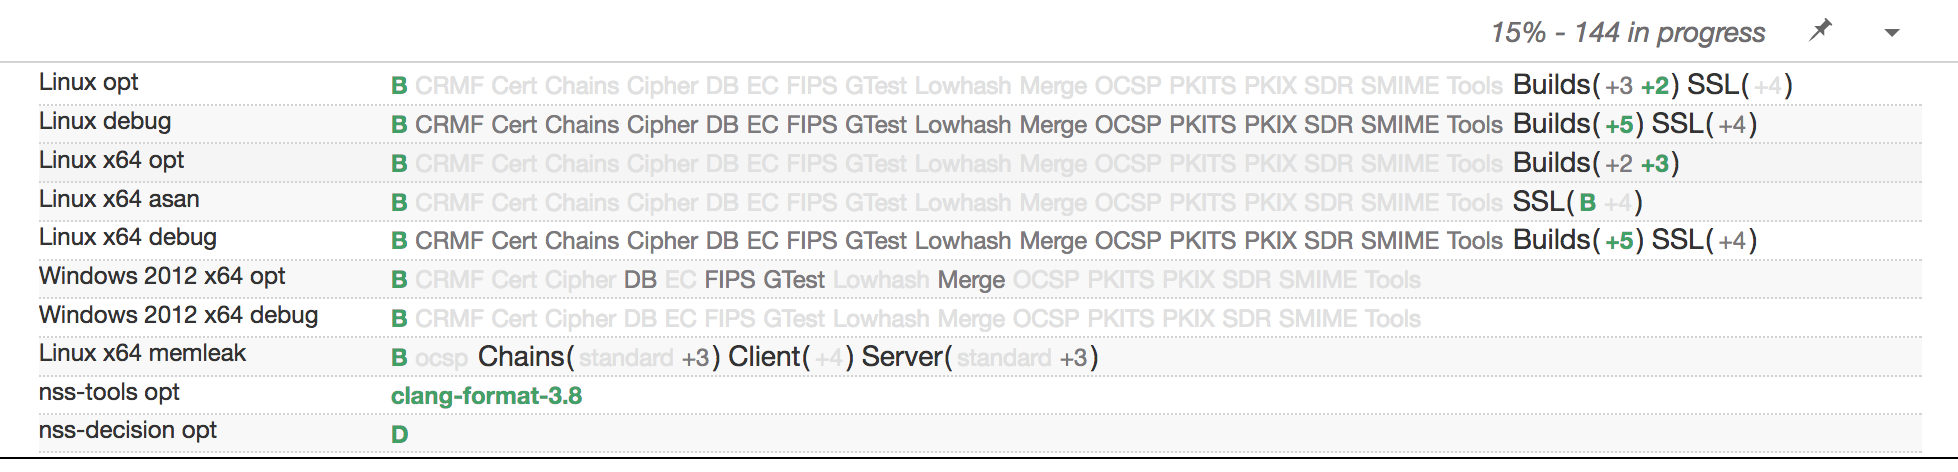 15% - 144 in progress
Linux opt B CRMF Cert Chains Cipher DB EC FIPS GTest Lowhash Merge OCSP PKITS PKIX SDR SMIME Tools Builds( +3 +2 ) SSL( +4 )
Linux debug B CRMF Cert Chains Cipher DB EC FIPS GTest Lowhash Merge OCSP PKITS PKIX SDR SMIME Tools Builds( +5 ) SSL( +4 )
Linux x64 opt B CRMF Cert Chains Cipher DB EC FIPS GTest Lowhash Merge OCSP PKITS PKIX SDR SMIME Tools Builds( +2 +3 )
Linux x64 asan B CRMF Cert Chains Cipher DB EC FIPS GTest Lowhash Merge OCSP PKITS PKIX SDR SMIME Tools SSL( B +4 )
Linux x64 debug B CRMF Cert Chains Cipher DB EC FIPS GTest Lowhash Merge OCSP PKITS PKIX SDR SMIME Tools Builds( +5 ) SSL( +4 )
Windows 2012 x64 opt B CRMF Cert Cipher DB EC FIPS GTest Lowhash Merge OCSP PKITS PKIX SDR SMIME Tools
Windows 2012 x64 debug B CRMF Cert Cipher DB EC FIPS GTest Lowhash Merge OCSP PKITS PKIX SDR SMIME Tools
Linux x64 memleak B ocsp Chains( standard +3 ) Client( +4 ) Server( standard +3 )
nss-tools opt clang-format-3.8
nss-decision opt D